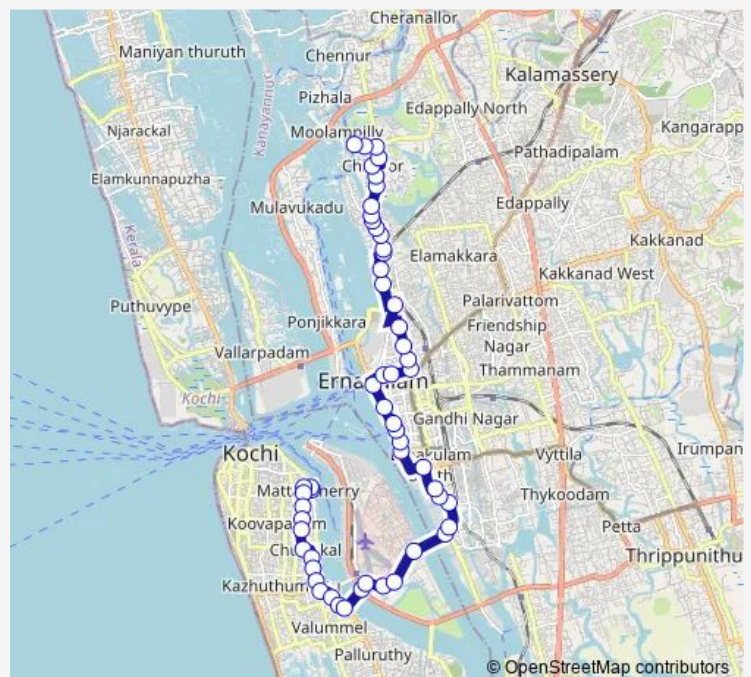 Cheranallor
Maniyan thuruth
Chennur
Kalamassery
Pizhala
Edappally North
Njarackal
Kanayannur
Moolampilly
Kangarapp
Pathadipalam
Elamkunnapuzha
Mulavukadu
Edappally
Kerala
Elamakkara
Kakkanad
Kakkanad West
Puthuvype
Palarivattom
Ponjikkara
Friendship
Nagar
Vallarpadam
Thammanam
Kochi
Gandhi Nagar
Kochi
Vyttila
Irumpan
Thykoodam
Petta
Thrippunithu
Valummel
Palluruthy
© OpenStreetMap contributors